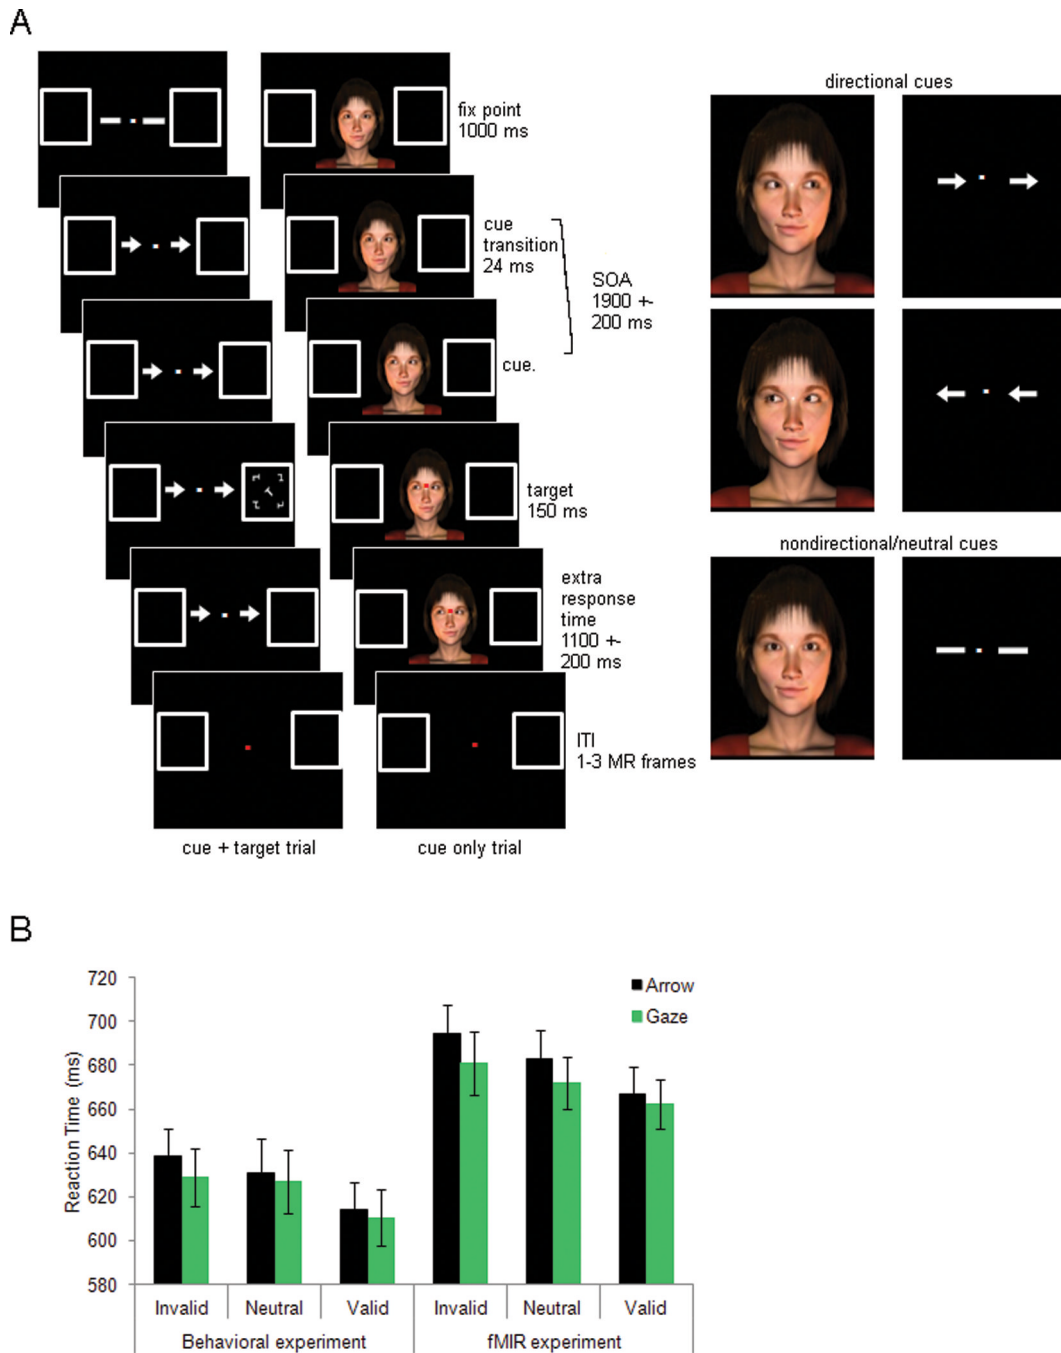 A
fix point
1000 ms
cue
transition
24 ms
SOA
1900 +-
200 ms
cue.
target
150 ms
extra
response
time
1100 +-
200 ms
ITI
1-3 MR frames
cue + target trial
cue only trial
directional cues
nondirectional/neutral cues
B
Reaction Time (ms)
720
700
680
660
640
620
600
580
Arrow
Gaze
Invalid Neutral Valid Invalid Neutral Valid
Behavioral experiment fMIR experiment